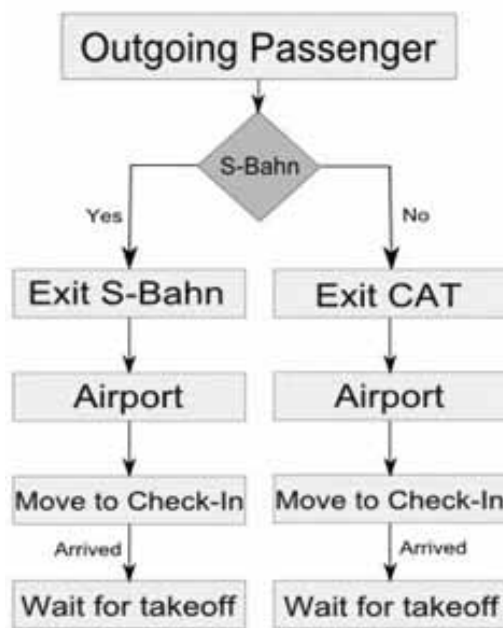 Outgoing Passenger
S-Bahn
Yes
No
Exit S-Bahn
Exit CAT
Airport
Airport
Move to Check-In
Move to Check-In
Arrived
Arrived
Wait for takeoff
Wait for takeoff